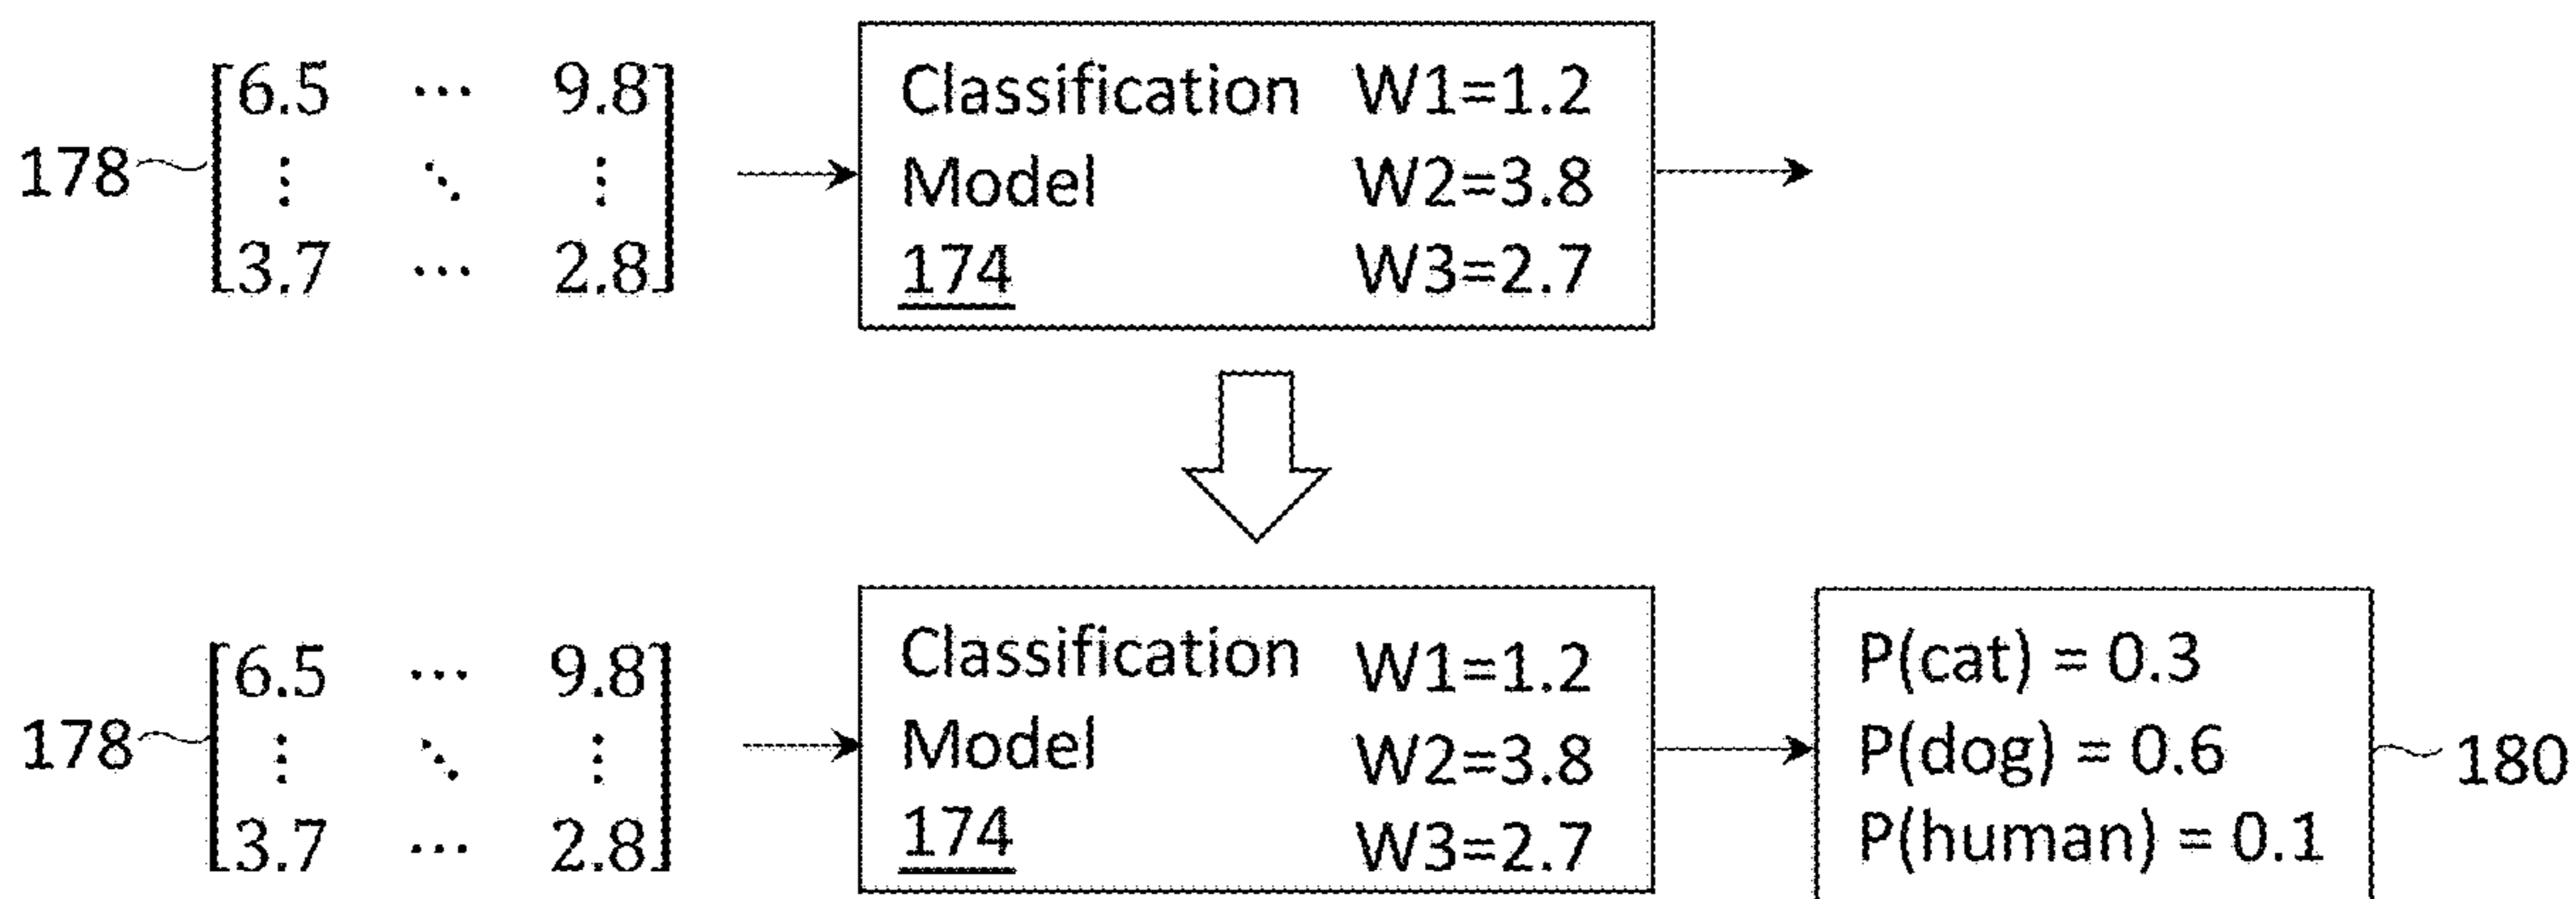 6.5 ⋯ 9.8
178 ⋮ ⋱ ⋮
3.7 ⋯ 2.8
Classification W1=1.2
Model W2=3.8
174 W3=2.7
6.5 ⋯ 9.8
178 ⋮ ⋱ ⋮
3.7 ⋯ 2.8
Classification W1=1.2
Model W2=3.8
174 W3=2.7
P(cat) = 0.3
P(dog) = 0.6
P(human) = 0.1
180